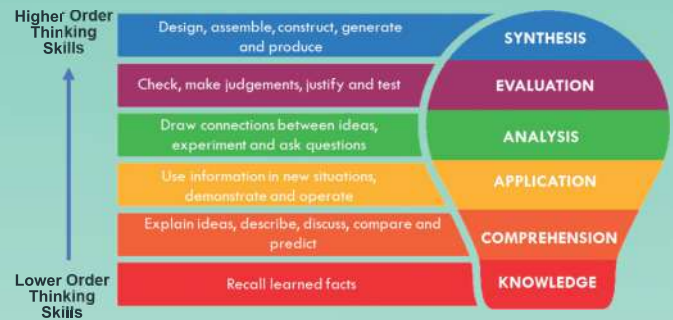 Higher Order
Thinking
Skills
Design, assemble, construct, generate
and produce
SYNTHESIS
Check, make judgements, justify and test
EVALUATION
Draw connections between ideas,
experiment and ask questions
ANALYSIS
Use information in new situations,
demonstrate and operate
APPLICATION
Explain ideas, describe, discuss, compare and
predict
COMPREHENSION
Lower Order
Thinking
Skills
Recall learned facts
KNOWLEDGE